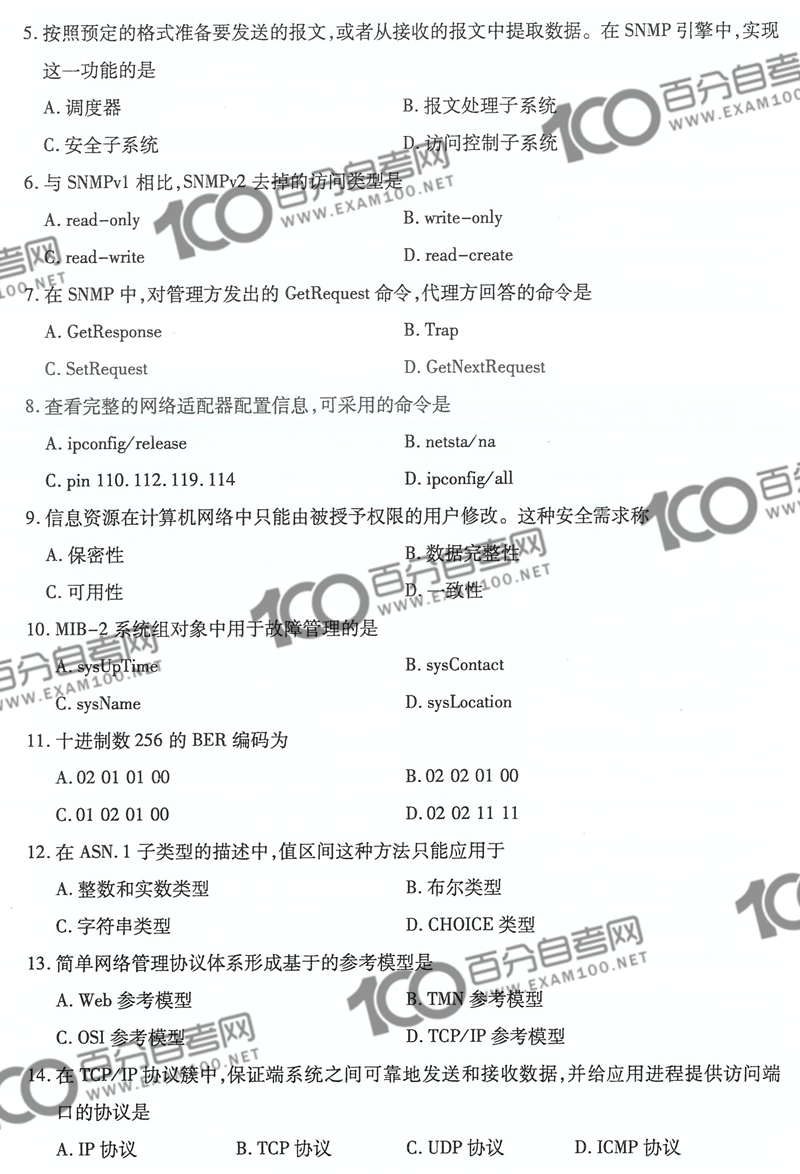 5. 按照预定的格式准备要发送的报文,或者从接收的报文中提取数据。在 SNMP 引擎中,实现
这一功能的是
A. 调度器 B. 报文处理子系统
C. 安全子系统 D. 访问控制子系统
6. 与 SNMPv1 相比,SNMPv2 去掉的访问类型是
A. read-only B. write-only
C. read-write D. read-create
7. 在 SNMP 中,对管理方发出的 GetRequest 命令,代理方回答的命令是
A. GetResponse B. Trap
C. SetRequest D. GetNextRequest
8. 查看完整的网络适配器配置信息,可采用的命令是
A. ipconfig/release B. netsta/na
C. pin 110.112.119.114 D. ipconfig/all
9. 信息资源在计算机网络中只能由被授予权限的用户修改。这种安全需求称
A. 保密性 B. 数据完整性
C. 可用性 D. 一致性
10. MIB-2 系统组对象中用于故障管理的是
A. sysUpTime B. sysContact
C. sysName D. sysLocation
11. 十进制数 256 的 BER 编码为
A. 02 01 01 00 B. 02 02 01 00
C. 01 02 01 00 D. 02 02 11 11
12. 在 ASN.1 子类型的描述中,值区间这种方法只能应用于
A. 整数和实数类型 B. 布尔类型
C. 字符串类型 D. CHOICE 类型
13. 简单网络管理协议体系形成基于的参考模型是
A. Web 参考模型 B. TMN 参考模型
C. OSI 参考模型 D. TCP/IP 参考模型
14. 在 TCP/IP 协议簇中,保证端系统之间可靠地发送和接收数据,并给应用进程提供访问端
口的协议是
A. IP 协议 B. TCP 协议 C. UDP 协议 D. ICMP 协议
100百分自考网
WWW.EXAM100.NET